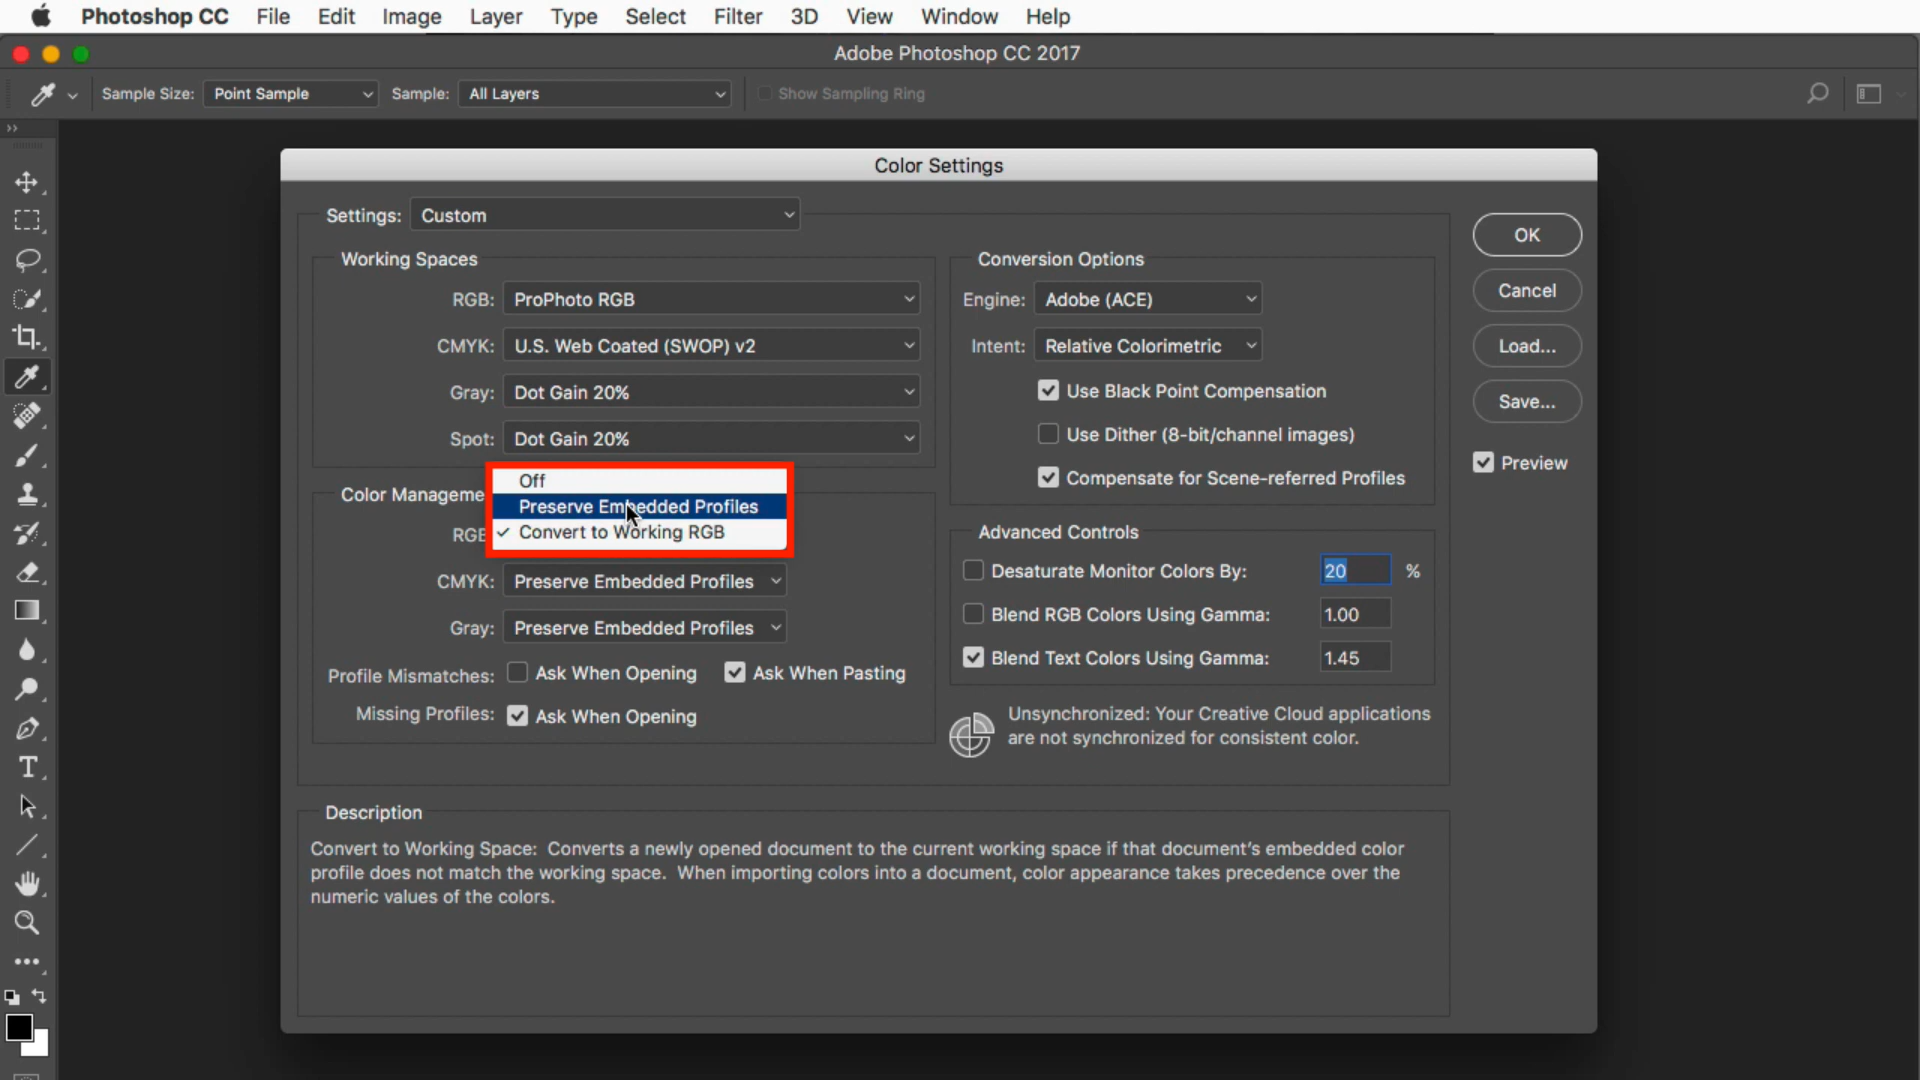 Photoshop CC File Edit Image Layer Type Select Filter 3D View Window Help
Adobe Photoshop CC 2017
Sample Size: Point Sample Sample: All Layers Show Sampling Ring
Color Settings
Settings: Custom
Working Spaces
RGB: ProPhoto RGB
CMYK: U.S. Web Coated (SWOP) v2
Gray: Dot Gain 20%
Spot: Dot Gain 20%
Color Manageme
RGB
Off
Preserve Embedded Profiles
✓ Convert to Working RGB
CMYK: Preserve Embedded Profiles
Gray: Preserve Embedded Profiles
Profile Mismatches: Ask When Opening Ask When Pasting
Missing Profiles: Ask When Opening
Conversion Options
Engine: Adobe (ACE)
Intent: Relative Colorimetric
Use Black Point Compensation
Use Dither (8-bit/channel images)
Compensate for Scene-referred Profiles
Advanced Controls
Desaturate Monitor Colors By: 20 %
Blend RGB Colors Using Gamma: 1.00
Blend Text Colors Using Gamma: 1.45
Unsynchronized: Your Creative Cloud applications
are not synchronized for consistent color.
OK
Cancel
Load...
Save...
Preview
Description
Convert to Working Space: Converts a newly opened document to the current working space if that document's embedded color
profile does not match the working space. When importing colors into a document, color appearance takes precedence over the
numeric values of the colors.